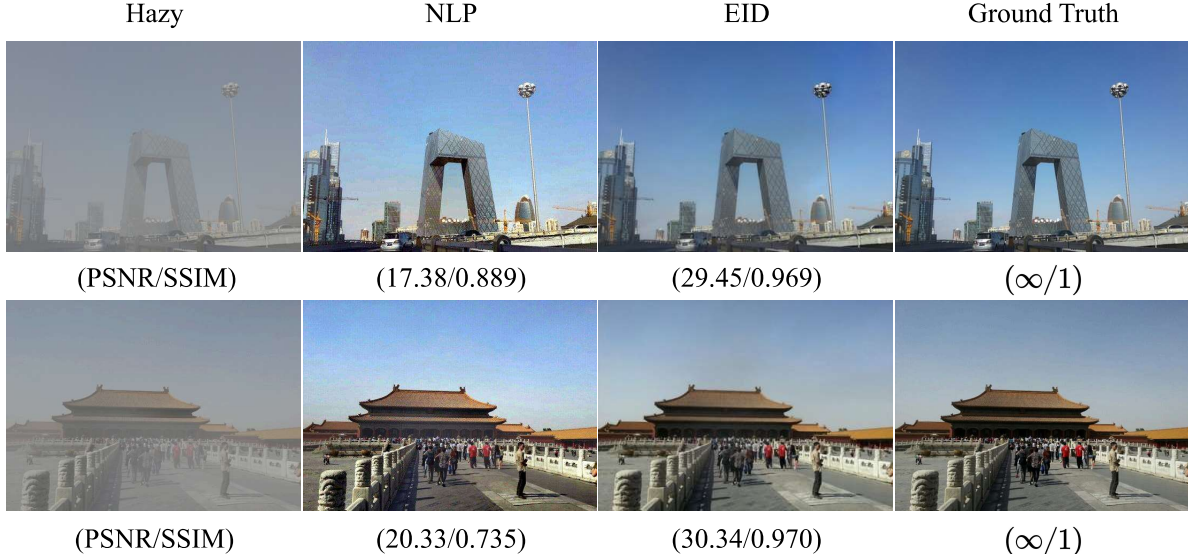 Hazy NLP EID Ground Truth
(PSNR/SSIM) (17.38/0.889) (29.45/0.969) (∞/1)
(PSNR/SSIM) (20.33/0.735) (30.34/0.970) (∞/1)